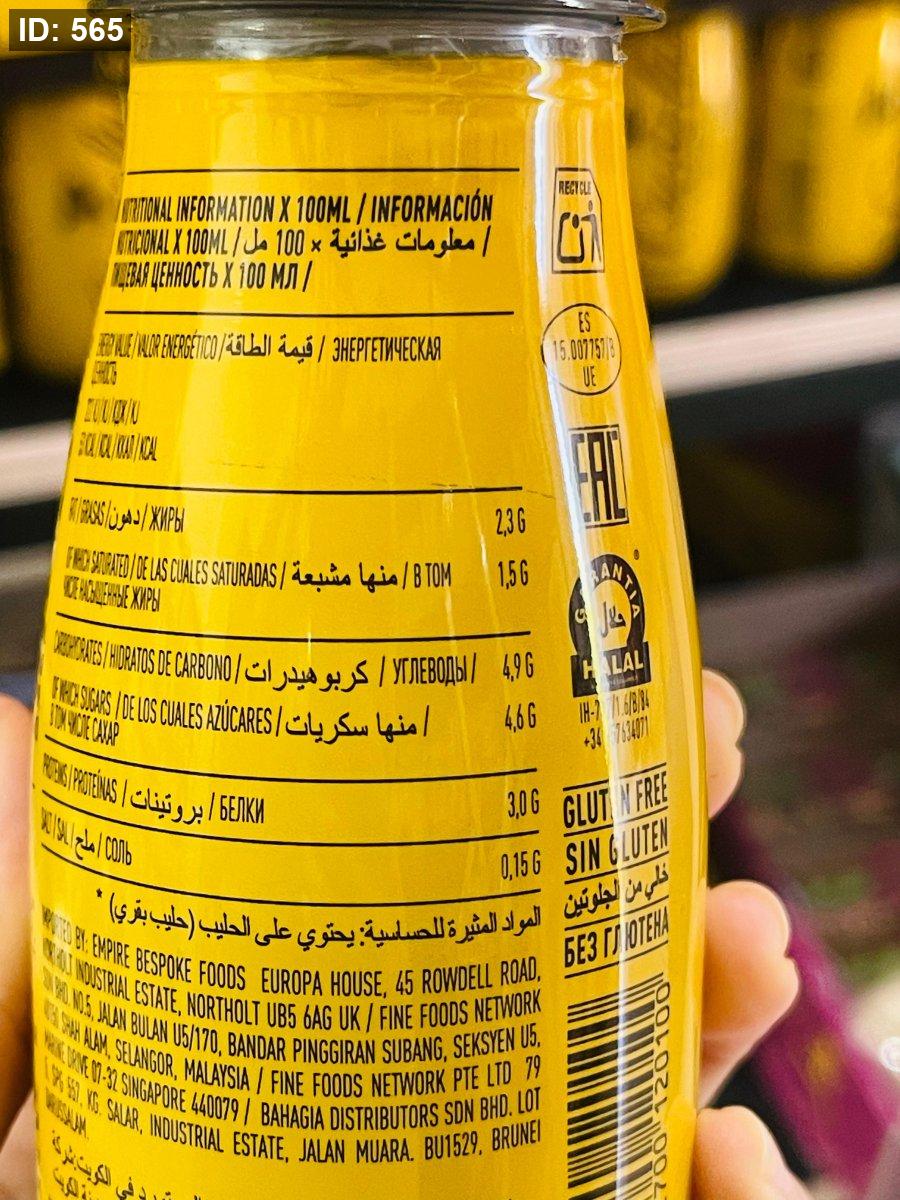 ID: 565
NUTRITIONAL INFORMATION X 100ML / INFORMACIÓN
NUTRICIONAL X 100ML / معلومات غذائية × 100 مل /
ПИЩЕВАЯ ЦЕННОСТЬ X 100 МЛ /
ENERGY VALUE / VALOR ENERGÉTICO / قيمة الطاقة / ЭНЕРГЕТИЧЕСКАЯ
ЦЕННОСТЬ
KJ / KJ / КДЖ / KJ
KCAL / KCAL / ККАЛ / KCAL
FAT / GRASAS / دهون / ЖИРЫ 2,3 G
OF WHICH SATURATED / DE LAS CUALES SATURADAS / منها مشبعة / В ТОМ 1,5 G
ЧИСЛЕ НАСЫЩЕННЫЕ ЖИРЫ
CARBOHYDRATES / HIDRATOS DE CARBONO / كربوهيدرات / УГЛЕВОДЫ / 4,9 G
OF WHICH SUGARS / DE LOS CUALES AZÚCARES / منها سكريات / 4,6 G
В ТОМ ЧИСЛЕ САХАР
PROTEINS / PROTEÍNAS / بروتينات / БЕЛКИ 3,0 G
SALT / SAL / ملح / СОЛЬ 0,15 G
المواد المثيرة للحساسية: يحتوي على الحليب (حليب بقري) *
IMPORTED BY: EMPIRE BESPOKE FOODS EUROPA HOUSE, 45 ROWDELL ROAD,
NORTHOLT INDUSTRIAL ESTATE, NORTHOLT UB5 6AG UK / FINE FOODS NETWORK
SDN BHD. NO.5, JALAN BULAN U5/170, BANDAR PINGGIRAN SUBANG, SEKSYEN U5,
SHAH ALAM, SELANGOR, MALAYSIA / FINE FOODS NETWORK PTE LTD 79
MARINE DRIVE 07-32 SINGAPORE 440079 / BAHAGIA DISTRIBUTORS SDN BHD. LOT
SPG 667, KG. SALAR, INDUSTRIAL ESTATE, JALAN MUARA. BU1529, BRUNEI
DARUSSALAM.
في الكويت: شركة
RECYCLE
ES
15.007757/B
UE
EAC
GARANTIA
حلال
HALAL
GLUTEN FREE
SIN GLUTEN
خالي من الجلوتين
БЕЗ ГЛЮТЕНА